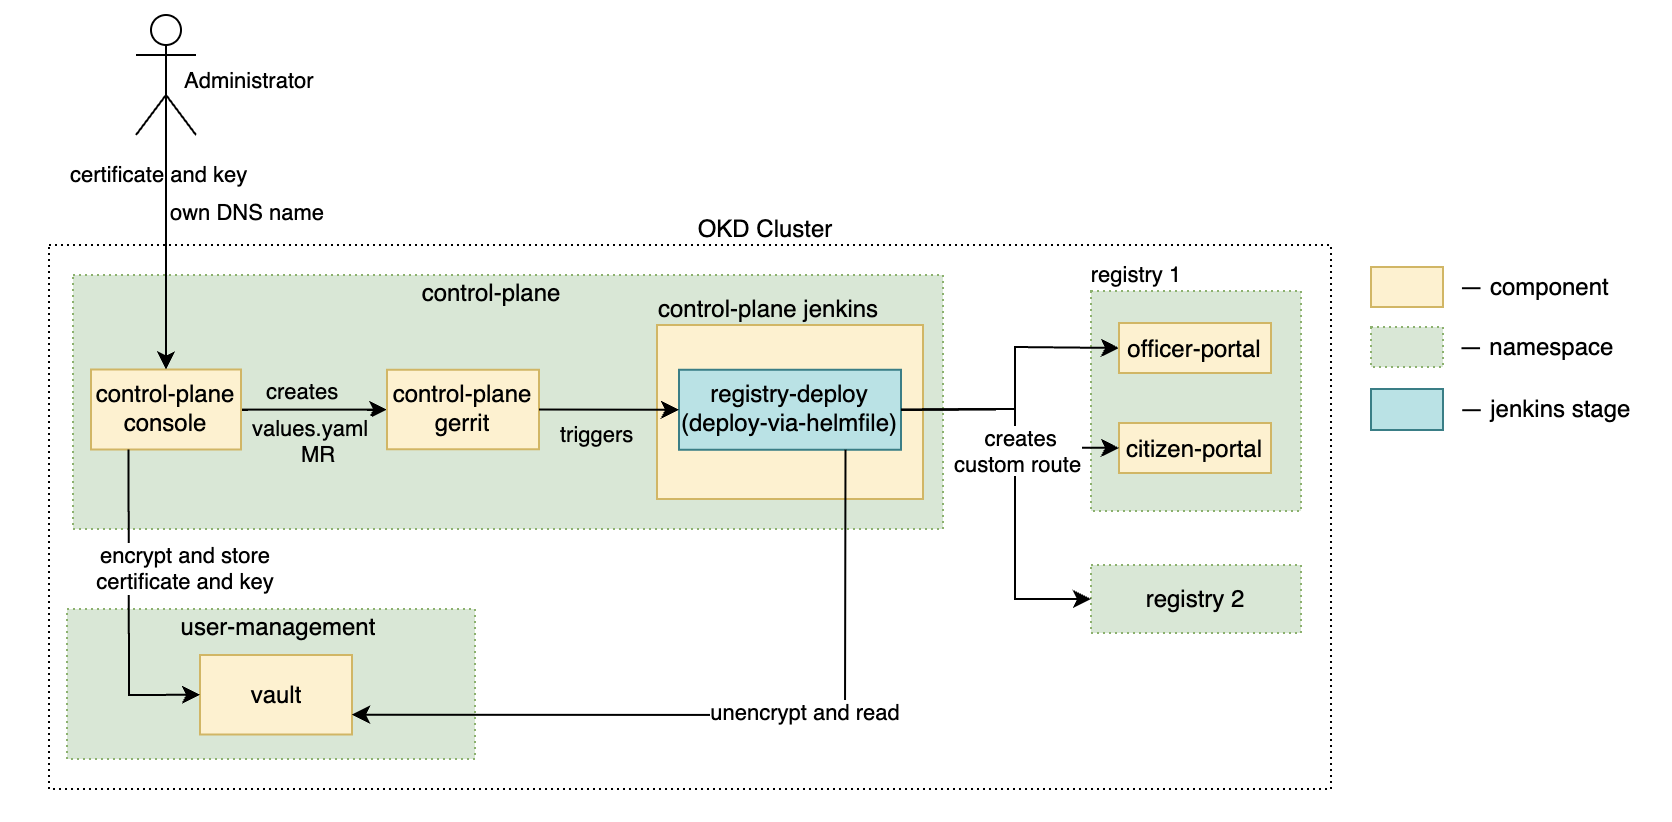 Administrator
certificate and key
own DNS name
OKD Cluster
control-plane
control-plane jenkins
registry 1
control-plane
console
creates
values.yaml
MR
control-plane
gerrit
triggers
registry-deploy
(deploy-via-helmfile)
creates
custom route
officer-portal
citizen-portal
registry 2
encrypt and store
certificate and key
user-management
vault
unencrypt and read
— component
— namespace
— jenkins stage